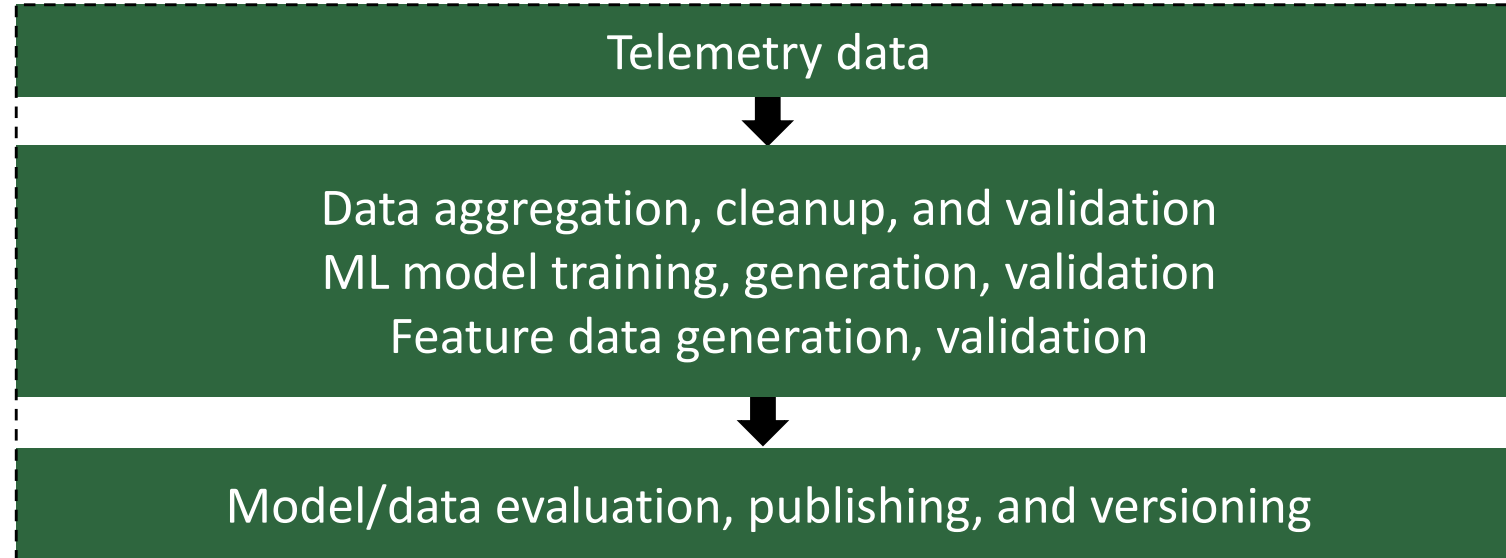 Telemetry data
Data aggregation, cleanup, and validation
ML model training, generation, validation
Feature data generation, validation
Model/data evaluation, publishing, and versioning